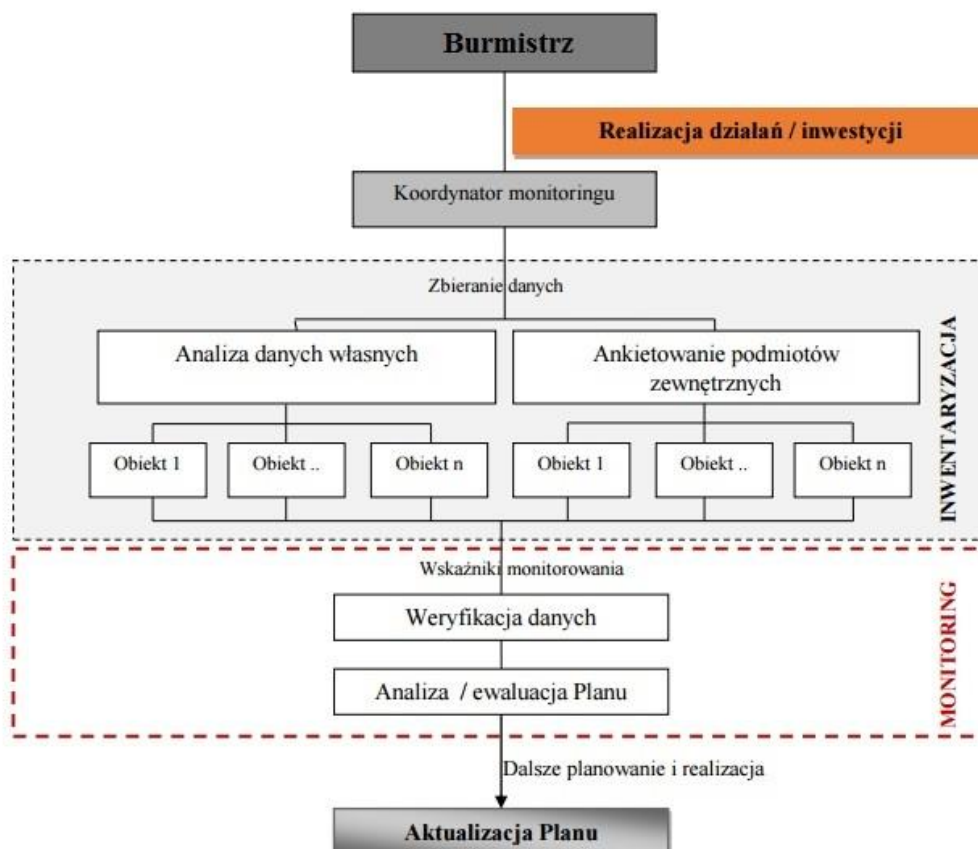 Burmistrz
Realizacja działań / inwestycji
Koordynator monitoringu
Zbieranie danych
Analiza danych własnych
Ankietowanie podmiotów
zewnętrznych
Obiekt 1
Obiekt ..
Obiekt n
Obiekt 1
Obiekt ..
Obiekt n
INWENTARYZACJA
Wskaźniki monitorowania
Weryfikacja danych
Analiza / ewaluacja Planu
MONITORING
Dalsze planowanie i realizacja
Aktualizacja Planu